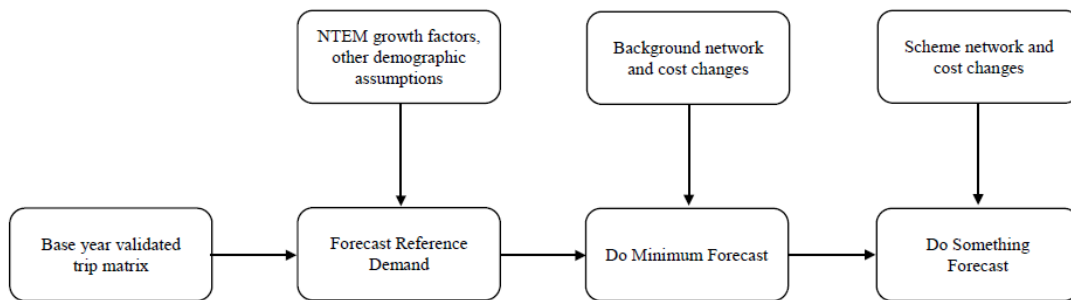 NTEM growth factors,
other demographic
assumptions
Background network
and cost changes
Scheme network and
cost changes
Base year validated
trip matrix
Forecast Reference
Demand
Do Minimum Forecast
Do Something
Forecast